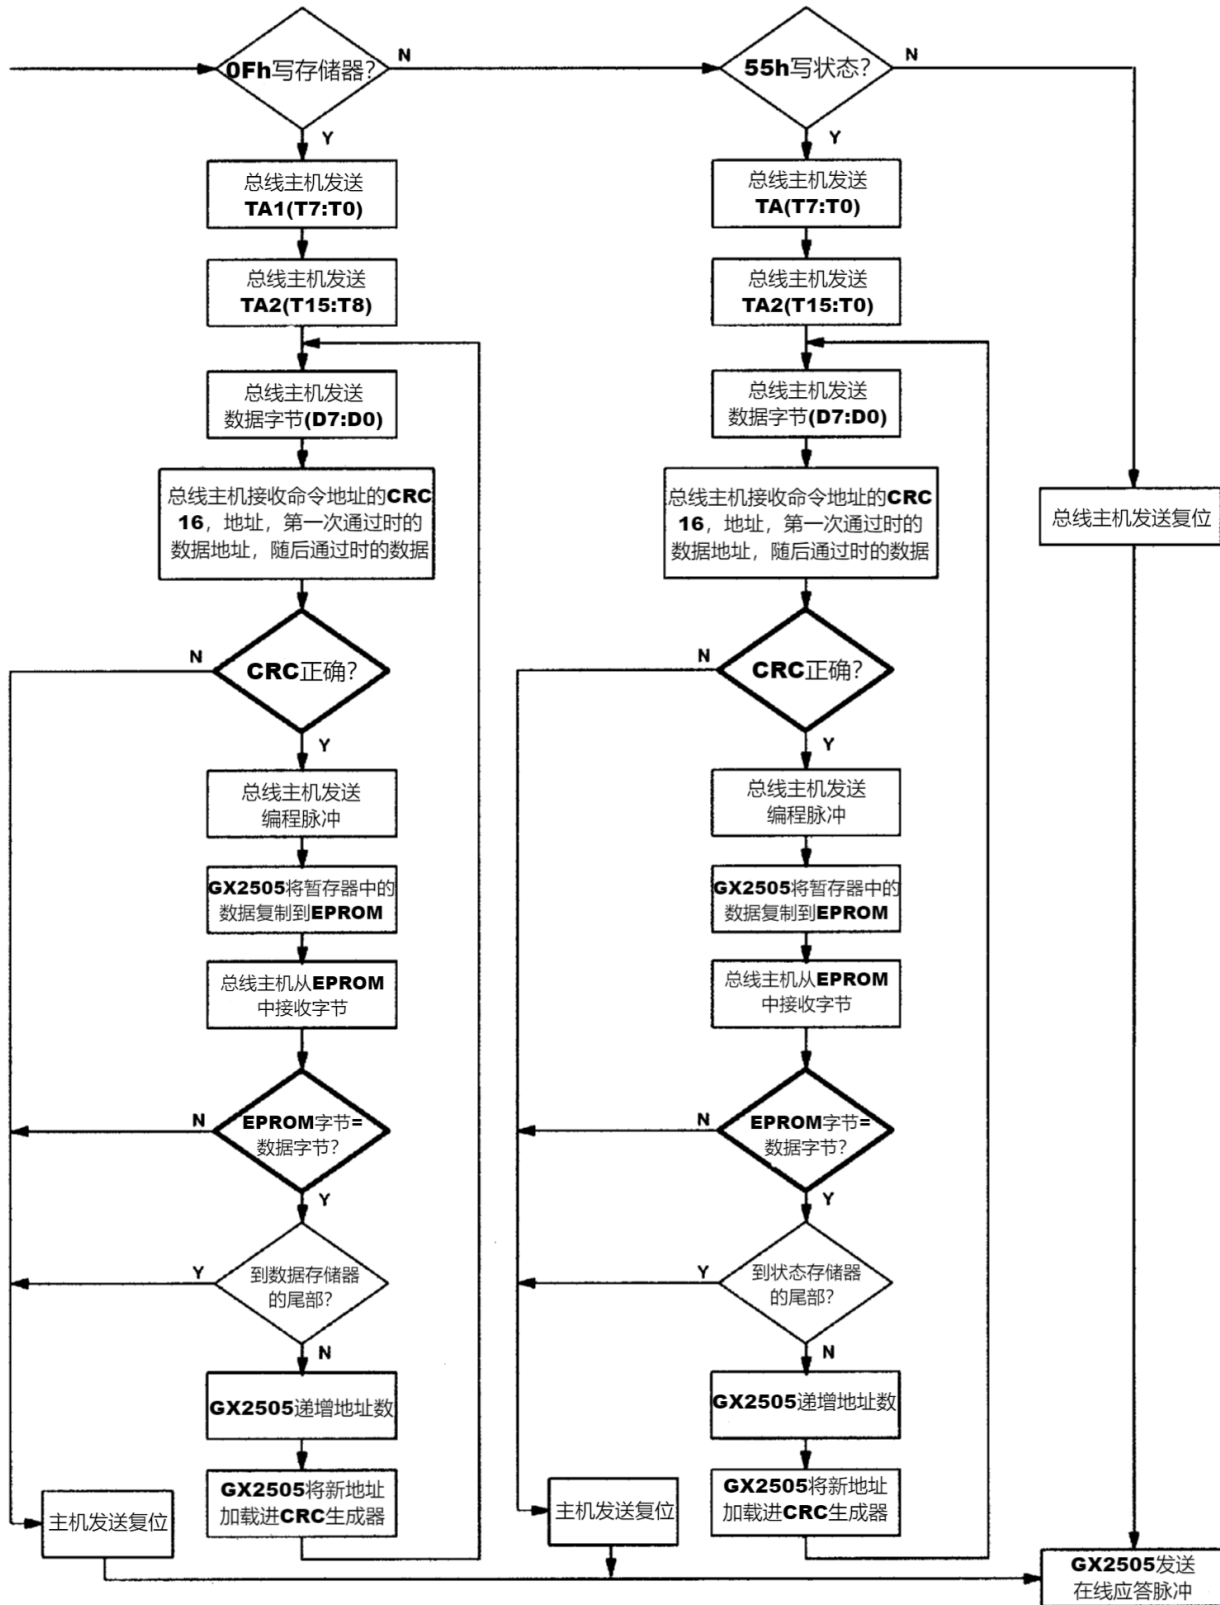 0Fh写存储器?
N
Y
总线主机发送
TA1(T7:T0)
总线主机发送
TA2(T15:T8)
总线主机发送
数据字节(D7:D0)
总线主机接收命令地址的CRC
16，地址，第一次通过时的
数据地址，随后通过时的数据
CRC正确?
N
Y
总线主机发送
编程脉冲
GX2505将暂存器中的
数据复制到EPROM
总线主机从EPROM
中接收字节
EPROM字节=
数据字节?
N
Y
到数据存储器
的尾部?
Y
N
GX2505递增地址数
GX2505将新地址
加载进CRC生成器
主机发送复位
55h写状态?
N
Y
总线主机发送
TA(T7:T0)
总线主机发送
TA2(T15:T0)
总线主机发送
数据字节(D7:D0)
总线主机接收命令地址的CRC
16，地址，第一次通过时的
数据地址，随后通过时的数据
CRC正确?
N
Y
总线主机发送
编程脉冲
GX2505将暂存器中的
数据复制到EPROM
总线主机从EPROM
中接收字节
EPROM字节=
数据字节?
N
Y
到状态存储器
的尾部?
Y
N
GX2505递增地址数
GX2505将新地址
加载进CRC生成器
主机发送复位
总线主机发送复位
GX2505发送
在线应答脉冲